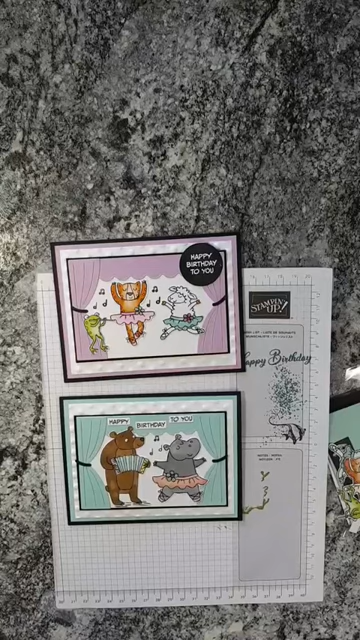 HAPPY
BIRTHDAY
TO YOU
STAMPIN'
UP!
Happy Birthday
HAPPY
BIRTHDAY
TO YOU